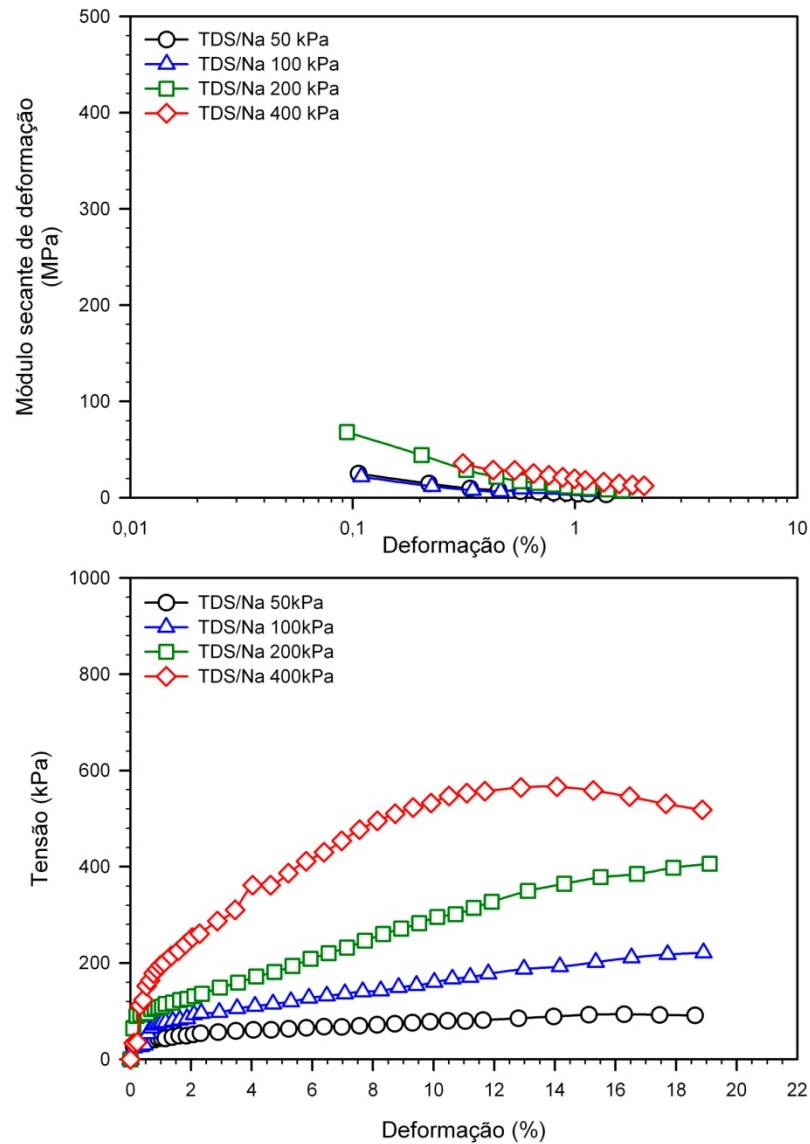 Módulo secante de deformação
(MPa)
500
400
300
200
100
0
TDS/Na 50 kPa
TDS/Na 100 kPa
TDS/Na 200 kPa
TDS/Na 400 kPa
0,01
0,1
1
10
Deformação (%)
Tensão (kPa)
1000
800
600
400
200
0
TDS/Na 50kPa
TDS/Na 100kPa
TDS/Na 200kPa
TDS/Na 400kPa
0 2 4 6 8 10 12 14 16 18 20 22
Deformação (%)